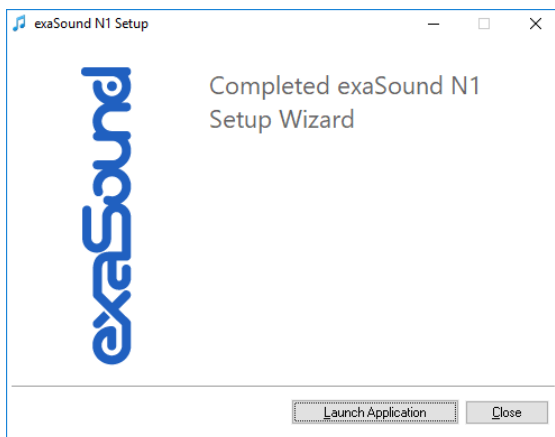 exaSound N1 Setup
exaSound
Completed exaSound N1
Setup Wizard
Launch Application
Close